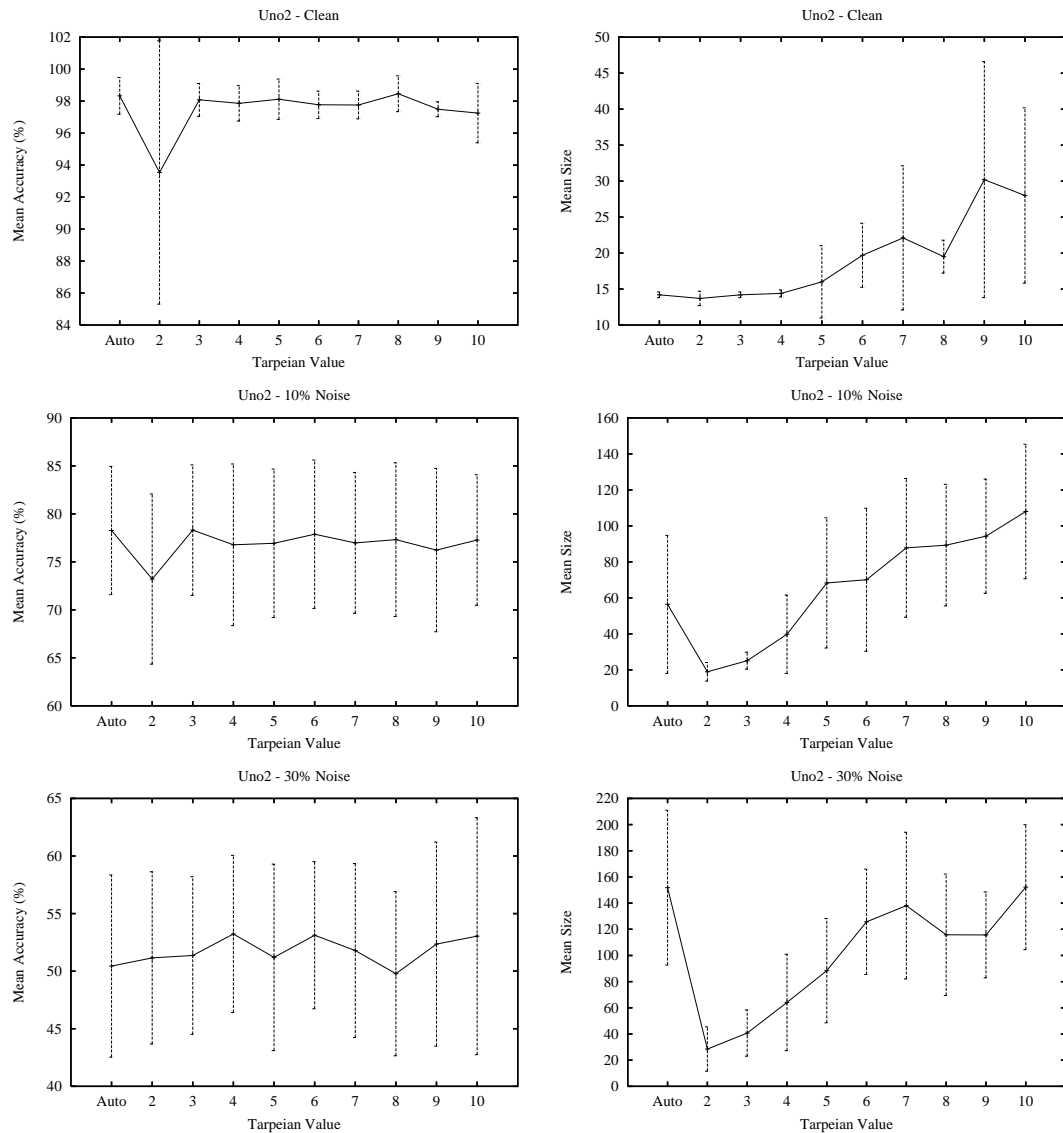 Uno2 - Clean
Mean Accuracy (%)
102
100
98
96
94
92
90
88
86
84
Auto 2 3 4 5 6 7 8 9 10
Tarpeian Value
Uno2 - Clean
Mean Size
50
45
40
35
30
25
20
15
10
Auto 2 3 4 5 6 7 8 9 10
Tarpeian Value
Uno2 - 10% Noise
Mean Accuracy (%)
90
85
80
75
70
65
60
Auto 2 3 4 5 6 7 8 9 10
Tarpeian Value
Uno2 - 10% Noise
Mean Size
160
140
120
100
80
60
40
20
0
Auto 2 3 4 5 6 7 8 9 10
Tarpeian Value
Uno2 - 30% Noise
Mean Accuracy (%)
65
60
55
50
45
40
Auto 2 3 4 5 6 7 8 9 10
Tarpeian Value
Uno2 - 30% Noise
Mean Size
220
200
180
160
140
120
100
80
60
40
20
0
Auto 2 3 4 5 6 7 8 9 10
Tarpeian Value